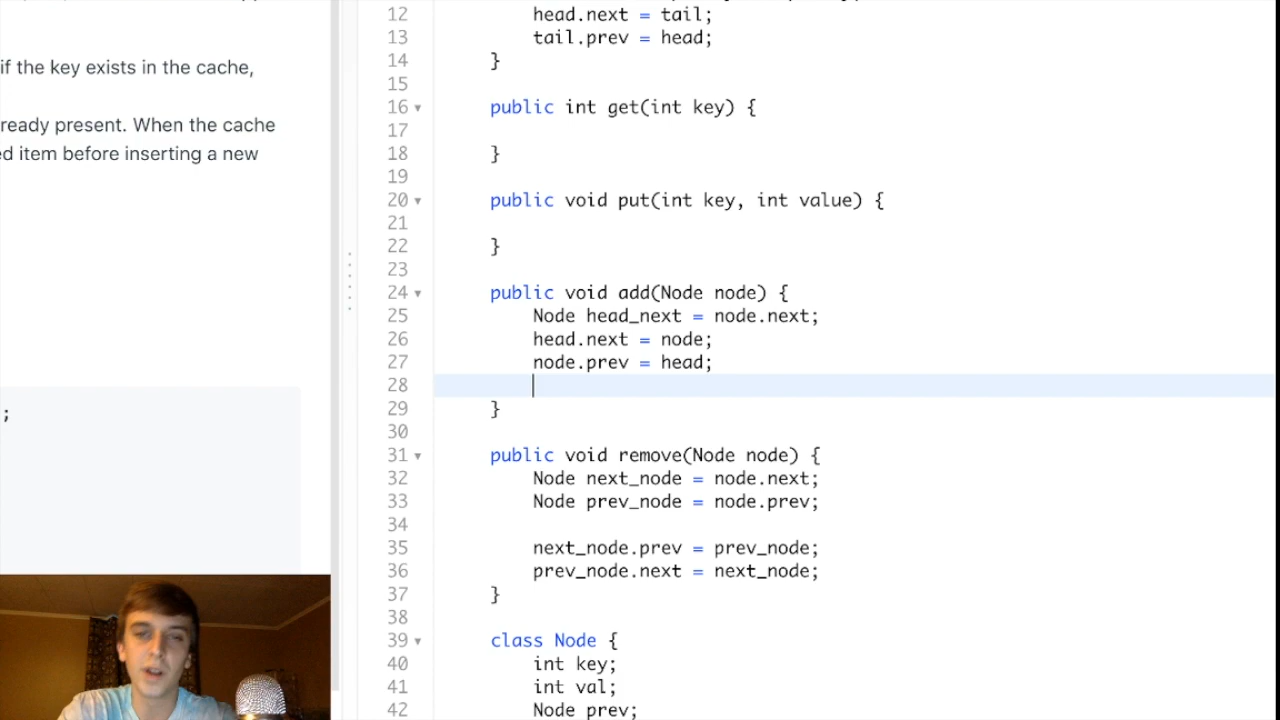 if the key exists in the cache,
ready present. When the cache
ed item before inserting a new
;
12 head.next = tail;
13 tail.prev = head;
14 }
15
16 public int get(int key) {
17
18 }
19
20 public void put(int key, int value) {
21
22 }
23
24 public void add(Node node) {
25 Node head_next = node.next;
26 head.next = node;
27 node.prev = head;
28
29 }
30
31 public void remove(Node node) {
32 Node next_node = node.next;
33 Node prev_node = node.prev;
34
35 next_node.prev = prev_node;
36 prev_node.next = next_node;
37 }
38
39 class Node {
40 int key;
41 int val;
42 Node prev;